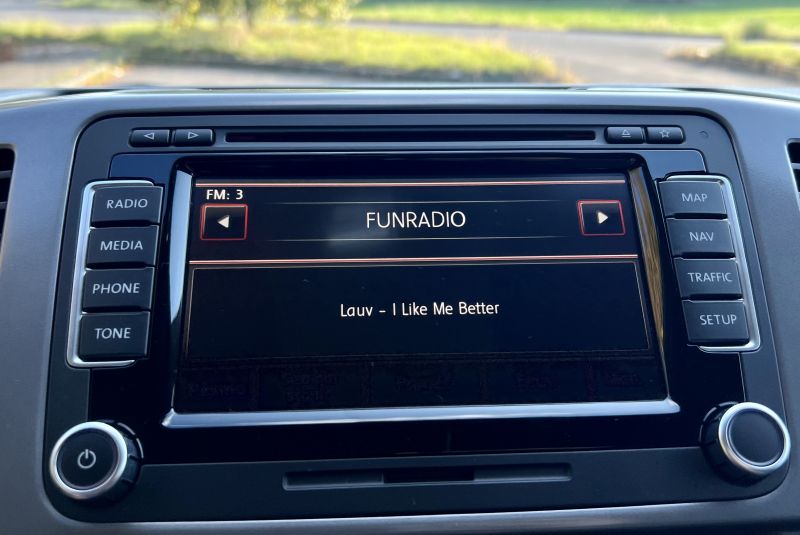 RADIO
MEDIA
PHONE
TONE
FM: 3
FUNRADIO
Lauv - I Like Me Better
MAP
NAV
TRAFFIC
SETUP